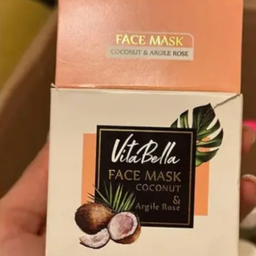 FACE MASK
COCONUT & ARGILE ROSE
VitaBella
FACE MASK
COCONUT
&
Argile Rose